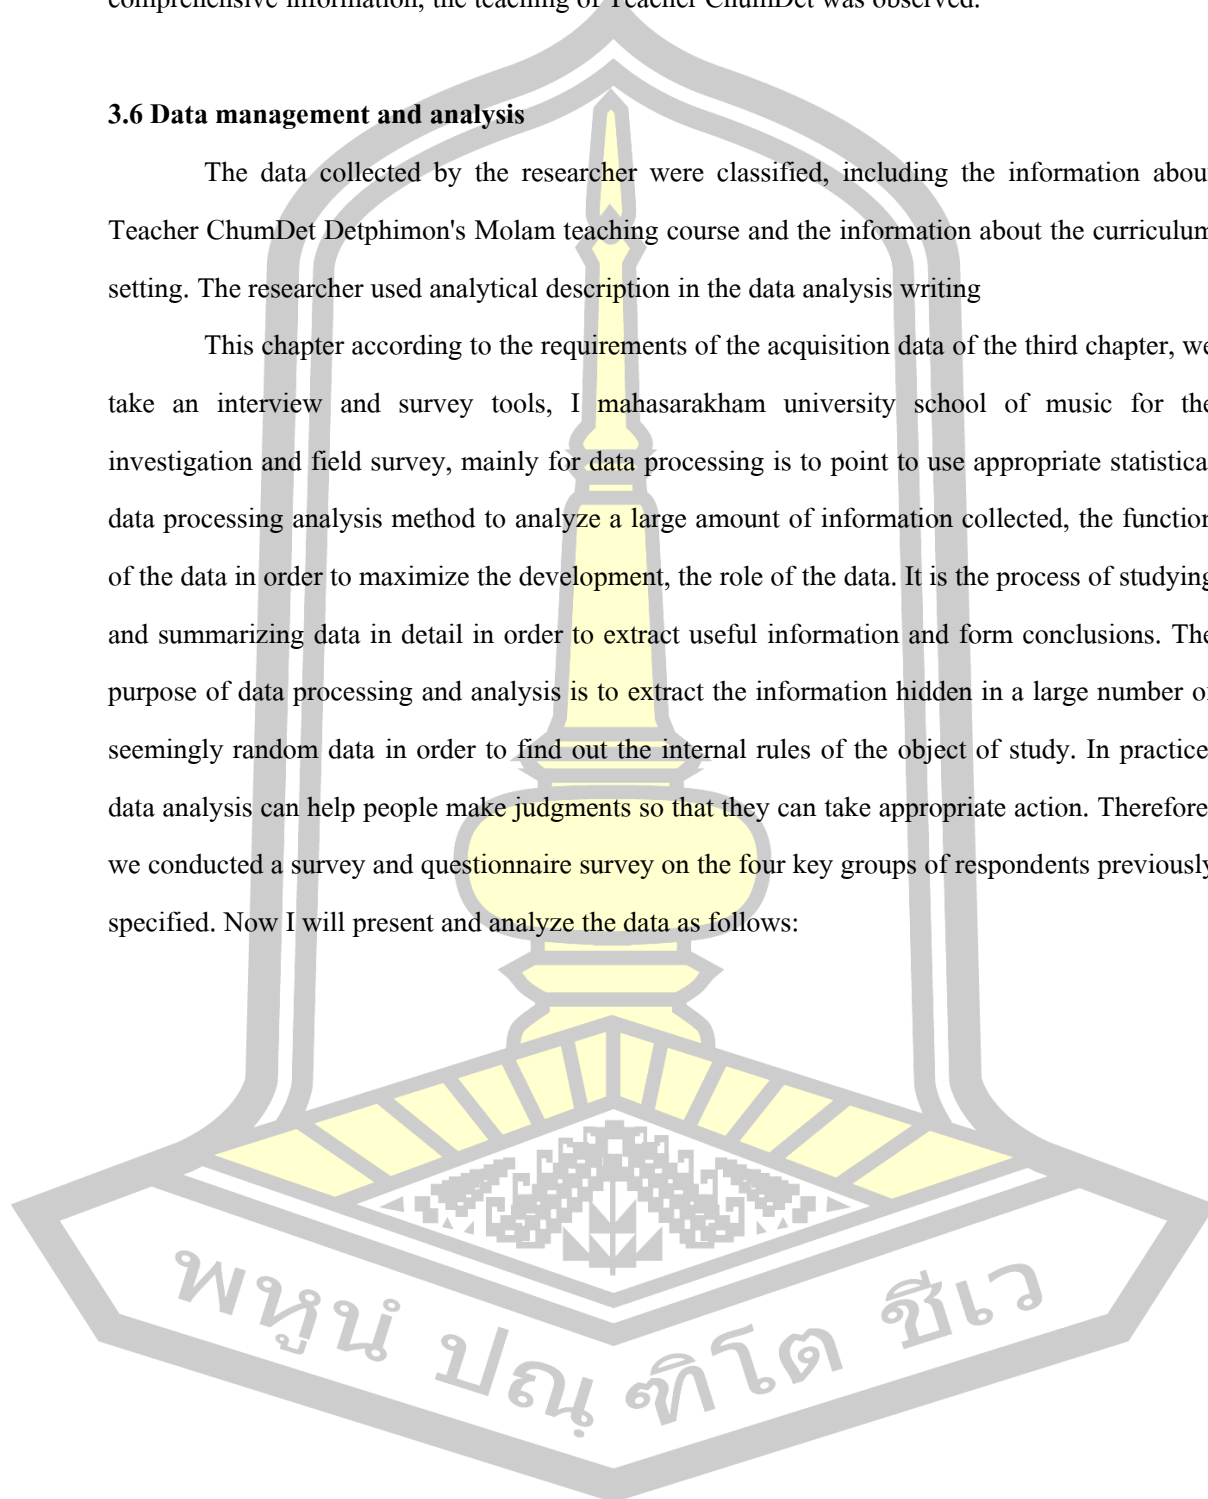 comprehensive information, the teaching of Teacher ChumDet was observed.
3.6 Data management and analysis
The data collected by the researcher were classified, including the information abou
Teacher ChumDet Detphimon's Molam teaching course and the information about the curriculum
setting. The researcher used analytical description in the data analysis writing
This chapter according to the requirements of the acquisition data of the third chapter, we
take an interview and survey tools, I mahasarakham university school of music for the
investigation and field survey, mainly for data processing is to point to use appropriate statistica
data processing analysis method to analyze a large amount of information collected, the function
of the data in order to maximize the development, the role of the data. It is the process of studying
and summarizing data in detail in order to extract useful information and form conclusions. The
purpose of data processing and analysis is to extract the information hidden in a large number o
seemingly random data in order to find out the internal rules of the object of study. In practice
data analysis can help people make judgments so that they can take appropriate action. Therefore
we conducted a survey and questionnaire survey on the four key groups of respondents previously
specified. Now I will present and analyze the data as follows:
พหูนํ ปณฺฑิโต ชีเว